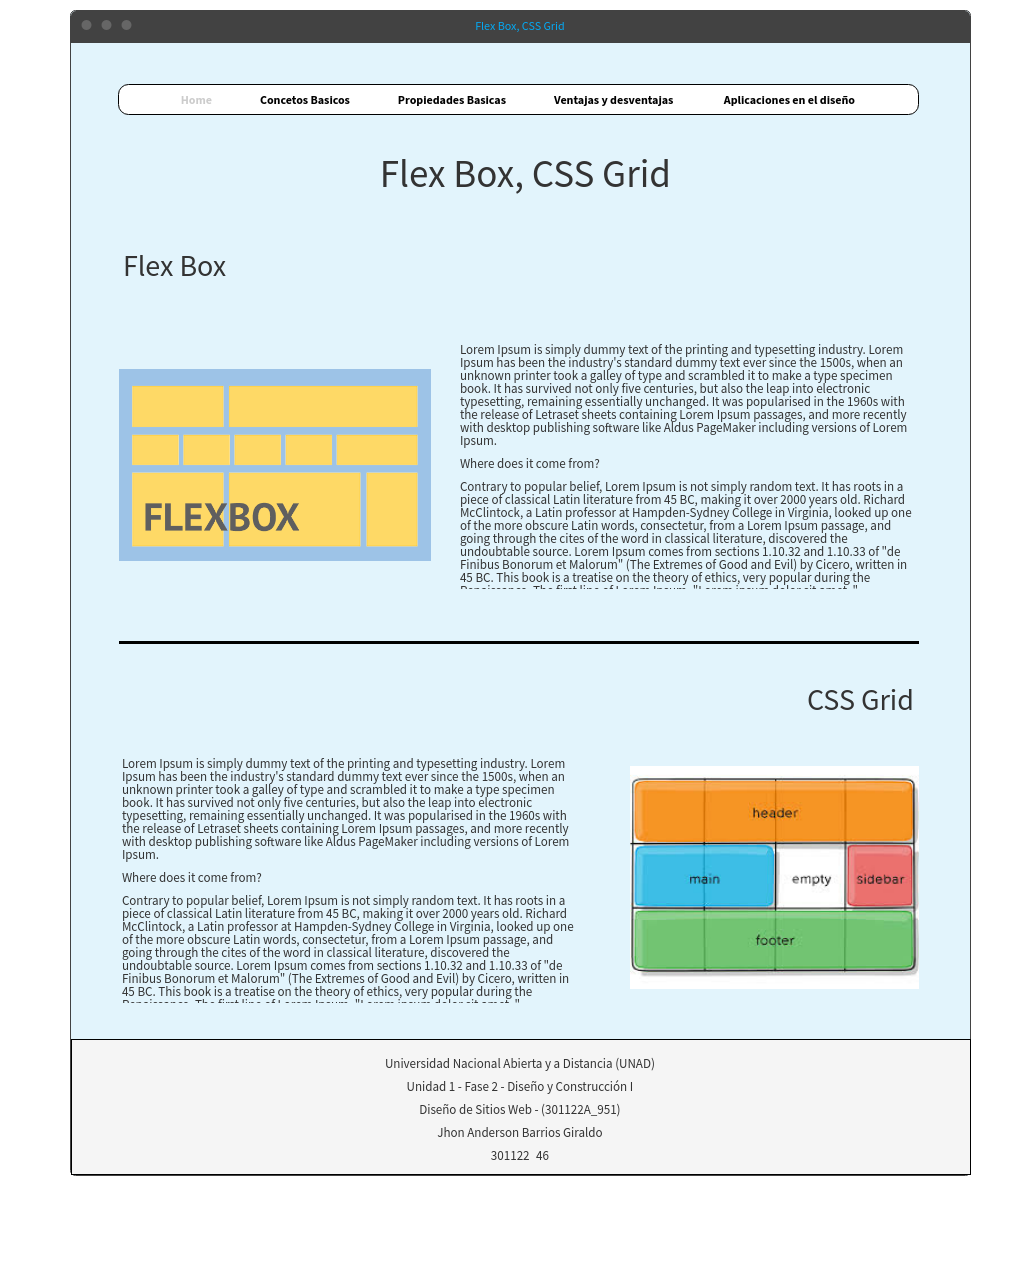 Flex Box, CSS Grid
Home Concetos Basicos Propiedades Basicas Ventajas y desventajas Aplicaciones en el diseño
Flex Box, CSS Grid
Flex Box
Lorem Ipsum is simply dummy text of the printing and typesetting industry. Lorem
Ipsum has been the industry's standard dummy text ever since the 1500s, when an
unknown printer took a galley of type and scrambled it to make a type specimen
book. It has survived not only five centuries, but also the leap into electronic
typesetting, remaining essentially unchanged. It was popularised in the 1960s with
the release of Letraset sheets containing Lorem Ipsum passages, and more recently
with desktop publishing software like Aldus PageMaker including versions of Lorem
Ipsum.
Where does it come from?
Contrary to popular belief, Lorem Ipsum is not simply random text. It has roots in a
piece of classical Latin literature from 45 BC, making it over 2000 years old. Richard
McClintock, a Latin professor at Hampden-Sydney College in Virginia, looked up one
of the more obscure Latin words, consectetur, from a Lorem Ipsum passage, and
going through the cites of the word in classical literature, discovered the
undoubtable source. Lorem Ipsum comes from sections 1.10.32 and 1.10.33 of "de
Finibus Bonorum et Malorum" (The Extremes of Good and Evil) by Cicero, written in
45 BC. This book is a treatise on the theory of ethics, very popular during the
Renaissance. The first line of Lorem Ipsum, "Lorem ipsum dolor sit amet.."
FLEXBOX
CSS Grid
Lorem Ipsum is simply dummy text of the printing and typesetting industry. Lorem
Ipsum has been the industry's standard dummy text ever since the 1500s, when an
unknown printer took a galley of type and scrambled it to make a type specimen
book. It has survived not only five centuries, but also the leap into electronic
typesetting, remaining essentially unchanged. It was popularised in the 1960s with
the release of Letraset sheets containing Lorem Ipsum passages, and more recently
with desktop publishing software like Aldus PageMaker including versions of Lorem
Ipsum.
Where does it come from?
Contrary to popular belief, Lorem Ipsum is not simply random text. It has roots in a
piece of classical Latin literature from 45 BC, making it over 2000 years old. Richard
McClintock, a Latin professor at Hampden-Sydney College in Virginia, looked up one
of the more obscure Latin words, consectetur, from a Lorem Ipsum passage, and
going through the cites of the word in classical literature, discovered the
undoubtable source. Lorem Ipsum comes from sections 1.10.32 and 1.10.33 of "de
Finibus Bonorum et Malorum" (The Extremes of Good and Evil) by Cicero, written in
45 BC. This book is a treatise on the theory of ethics, very popular during the
Renaissance. The first line of Lorem Ipsum, "Lorem ipsum dolor sit amet.."
header
main empty sidebar
footer
Universidad Nacional Abierta y a Distancia (UNAD)
Unidad 1 - Fase 2 - Diseño y Construcción I
Diseño de Sitios Web - (301122A_951)
Jhon Anderson Barrios Giraldo
301122 46